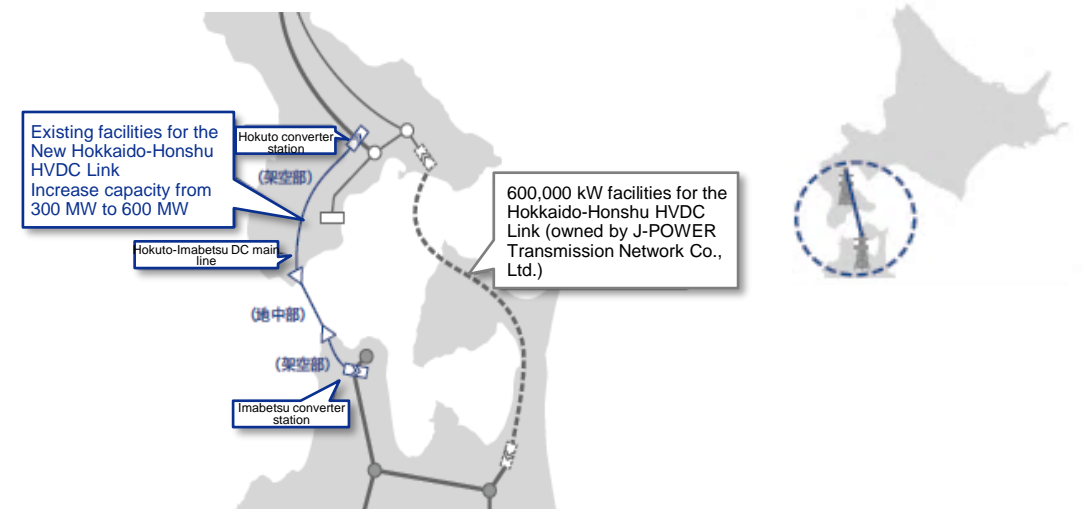 Existing facilities for the
New Hokkaido-Honshu
HVDC Link
Increase capacity from
300 MW to 600 MW
Hokuto converter
station
(架空部)
600,000 kW facilities for the
Hokkaido-Honshu HVDC
Link (owned by J-POWER
Transmission Network Co.,
Ltd.)
Hokuto-Imabetsu DC main
line
(地中部)
(架空部)
Imabetsu converter
station